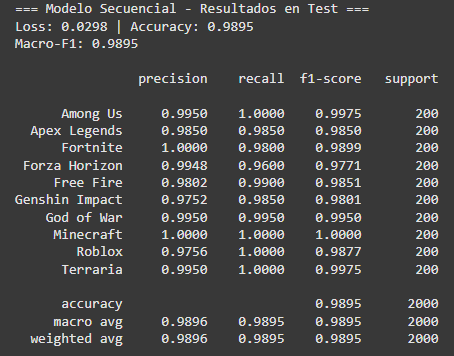 === Modelo Secuencial - Resultados en Test ===
Loss: 0.0298 | Accuracy: 0.9895
Macro-F1: 0.9895
precision recall f1-score support
Among Us 0.9950 1.0000 0.9975 200
Apex Legends 0.9850 0.9850 0.9850 200
Fortnite 1.0000 0.9800 0.9899 200
Forza Horizon 0.9948 0.9600 0.9771 200
Free Fire 0.9802 0.9900 0.9851 200
Genshin Impact 0.9752 0.9850 0.9801 200
God of War 0.9950 0.9950 0.9950 200
Minecraft 1.0000 1.0000 1.0000 200
Roblox 0.9756 1.0000 0.9877 200
Terraria 0.9950 1.0000 0.9975 200
accuracy 0.9895 2000
macro avg 0.9896 0.9895 0.9895 2000
weighted avg 0.9896 0.9895 0.9895 2000